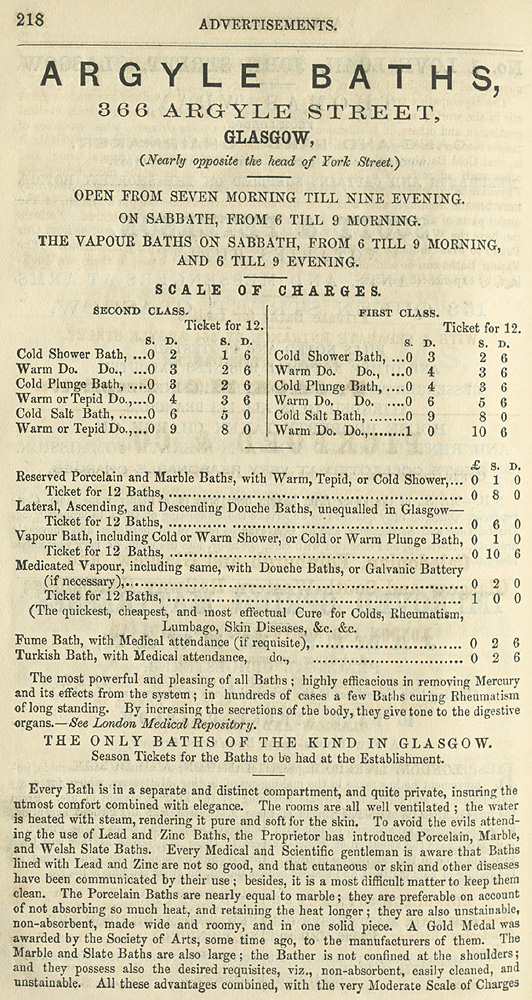 218
ADVERTISEMENTS.
ARGYLE BATHS,
366 ARGYLE STREET,
GLASGOW,
(Nearly opposite the head of York Street.)
OPEN FROM SEVEN MORNING TILL NINE EVENING.
ON SABBATH, FROM 6 TILL 9 MORNING.
THE VAPOUR BATHS ON SABBATH, FROM 6 TILL 9 MORNING,
AND 6 TILL 9 EVENING.
SCALE OF CHARGES.
SECOND CLASS.
Ticket for 12.
S. D. S. D.
Cold Shower Bath, ...0 2 1 6
Warm Do. Do., ...0 3 2 6
Cold Plunge Bath, ....0 3 2 6
Warm or Tepid Do.,...0 4 3 6
Cold Salt Bath, ......0 6 5 0
Warm or Tepid Do.,...0 9 8 0
FIRST CLASS.
Ticket for 12.
S. D. S. D.
Cold Shower Bath, ...0 3 2 6
Warm Do. Do., ...0 4 3 6
Cold Plunge Bath, ....0 4 3 6
Warm Do. Do. 0 6 5 6
Cold Salt Bath, .......0 9 8 0
Warm Do. Do.,........1 0 10 6
£ S. D.
Reserved Porcelain and Marble Baths, with Warm, Tepid, or Cold Shower,... 0 1 0
Ticket for 12 Baths, ........ 0 8 0
Lateral, Ascending, and Descending Douche Baths, unequalled in Glasgow—
Ticket for 12 Baths, ........ 0 6 0
Vapour Bath, including Cold or Warm Shower, or Cold or Warm Plunge Bath, 0 1 0
Ticket for 12 Baths, ........ 0 10 6
Medicated Vapour, including same, with Douche Baths, or Galvanic Battery
(if necessary),........ 0 2 0
Ticket for 12 Baths, ........ 1 0 0
(The quickest, cheapest, and most effectual Cure for Colds, Rheumatism,
Lumbago, Skin Diseases, &c. &c.
Fume Bath, with Medical attendance (if requisite), ........ 0 2 6
Turkish Bath, with Medical attendance, do., ........ 0 2 6
The most powerful and pleasing of all Baths; highly efficacious in removing Mercury
and its effects from the system; in hundreds of cases a few Baths curing Rheumatism
of long standing. By increasing the secretions of the body, they give tone to the digestive
organs.—See London Medical Repository.
THE ONLY BATHS OF THE KIND IN GLASGOW.
Season Tickets for the Baths to be had at the Establishment.
Every Bath is in a separate and distinct compartment, and quite private, insuring the
utmost comfort combined with elegance. The rooms are all well ventilated; the water
is heated with steam, rendering it pure and soft for the skin. To avoid the evils attend-
ing the use of Lead and Zinc Baths, the Proprietor has introduced Porcelain, Marble,
and Welsh Slate Baths. Every Medical and Scientific gentleman is aware that Baths
lined with Lead and Zinc are not so good, and that cutaneous or skin and other diseases
have been communicated by their use; besides, it is a most difficult matter to keep them
clean. The Porcelain Baths are nearly equal to marble; they are preferable on account
of not absorbing so much heat, and retaining the heat longer; they are also unstainable,
non-absorbent, made wide and roomy, and in one solid piece. A Gold Medal was
awarded by the Society of Arts, some time ago, to the manufacturers of them. The
Marble and Slate Baths are also large; the Bather is not confined at the shoulders;
and they possess also the desired requisites, viz., non-absorbent, easily cleaned, and
unstainable. All these advantages combined, with the very Moderate Scale of Charges